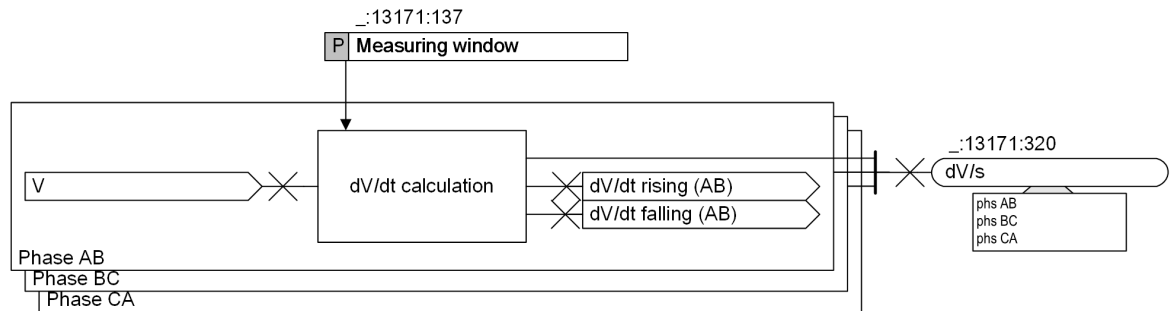 _:13171:137
P Measuring window
_:13171:320
V
dV/dt calculation
dV/dt rising (AB)
dV/dt falling (AB)
dV/s
phs AB
phs BC
phs CA
Phase AB
Phase BC
Phase CA